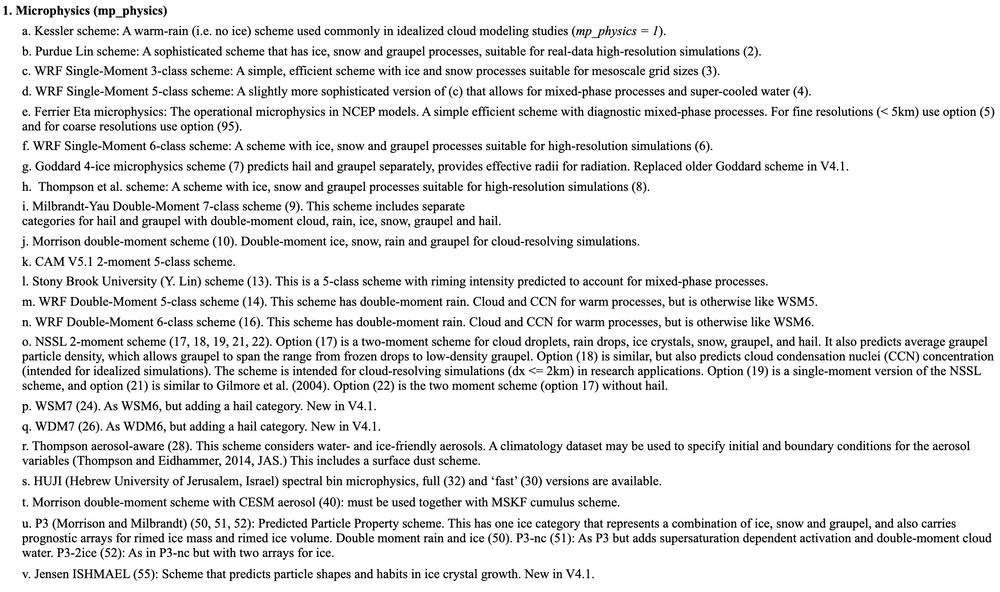 1. Microphysics (mp_physics)
a. Kessler scheme: A warm-rain (i.e. no ice) scheme used commonly in idealized cloud modeling studies (mp_physics = 1).
b. Purdue Lin scheme: A sophisticated scheme that has ice, snow and graupel processes, suitable for real-data high-resolution simulations (2).
c. WRF Single-Moment 3-class scheme: A simple, efficient scheme with ice and snow processes suitable for mesoscale grid sizes (3).
d. WRF Single-Moment 5-class scheme: A slightly more sophisticated version of (c) that allows for mixed-phase processes and super-cooled water (4).
e. Ferrier Eta microphysics: The operational microphysics in NCEP models. A simple efficient scheme with diagnostic mixed-phase processes. For fine resolutions (< 5km) use option (5)
and for coarse resolutions use option (95).
f. WRF Single-Moment 6-class scheme: A scheme with ice, snow and graupel processes suitable for high-resolution simulations (6).
g. Goddard 4-ice microphysics scheme (7) predicts hail and graupel separately, provides effective radii for radiation. Replaced older Goddard scheme in V4.1.
h.  Thompson et al. scheme: A scheme with ice, snow and graupel processes suitable for high-resolution simulations (8).
i. Milbrandt-Yau Double-Moment 7-class scheme (9). This scheme includes separate
categories for hail and graupel with double-moment cloud, rain, ice, snow, graupel and hail.
j. Morrison double-moment scheme (10). Double-moment ice, snow, rain and graupel for cloud-resolving simulations.
k. CAM V5.1 2-moment 5-class scheme.
l. Stony Brook University (Y. Lin) scheme (13). This is a 5-class scheme with riming intensity predicted to account for mixed-phase processes.
m. WRF Double-Moment 5-class scheme (14). This scheme has double-moment rain. Cloud and CCN for warm processes, but is otherwise like WSM5.
n. WRF Double-Moment 6-class scheme (16). This scheme has double-moment rain. Cloud and CCN for warm processes, but is otherwise like WSM6.
o. NSSL 2-moment scheme (17, 18, 19, 21, 22). Option (17) is a two-moment scheme for cloud droplets, rain drops, ice crystals, snow, graupel, and hail. It also predicts average graupel
particle density, which allows graupel to span the range from frozen drops to low-density graupel. Option (18) is similar, but also predicts cloud condensation nuclei (CCN) concentration
(intended for idealized simulations). The scheme is intended for cloud-resolving simulations (dx <= 2km) in research applications. Option (19) is a single-moment version of the NSSL
scheme, and option (21) is similar to Gilmore et al. (2004). Option (22) is the two moment scheme (option 17) without hail.
p. WSM7 (24). As WSM6, but adding a hail category. New in V4.1.
q. WDM7 (26). As WDM6, but adding a hail category. New in V4.1.
r. Thompson aerosol-aware (28). This scheme considers water- and ice-friendly aerosols. A climatology dataset may be used to specify initial and boundary conditions for the aerosol
variables (Thompson and Eidhammer, 2014, JAS.) This includes a surface dust scheme.
s. HUJI (Hebrew University of Jerusalem, Israel) spectral bin microphysics, full (32) and ‘fast’ (30) versions are available.
t. Morrison double-moment scheme with CESM aerosol (40): must be used together with MSKF cumulus scheme.
u. P3 (Morrison and Milbrandt) (50, 51, 52): Predicted Particle Property scheme. This has one ice category that represents a combination of ice, snow and graupel, and also carries
prognostic arrays for rimed ice mass and rimed ice volume. Double moment rain and ice (50). P3-nc (51): As P3 but adds supersaturation dependent activation and double-moment cloud
water. P3-2ice (52): As in P3-nc but with two arrays for ice.
v. Jensen ISHMAEL (55): Scheme that predicts particle shapes and habits in ice crystal growth. New in V4.1.